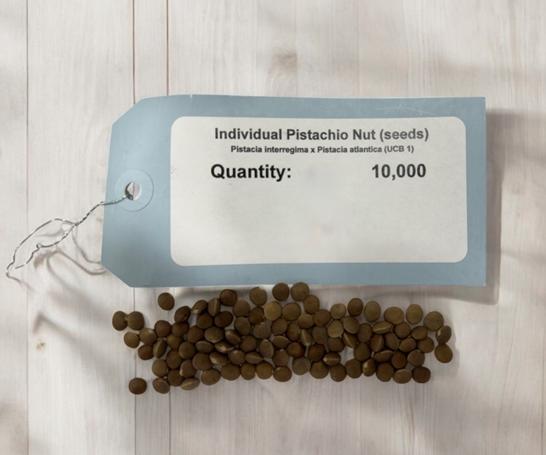 Individual Pistachio Nut (seeds)
Pistacia interregima x Pistacia atlantica (UCB 1)
Quantity: 10,000